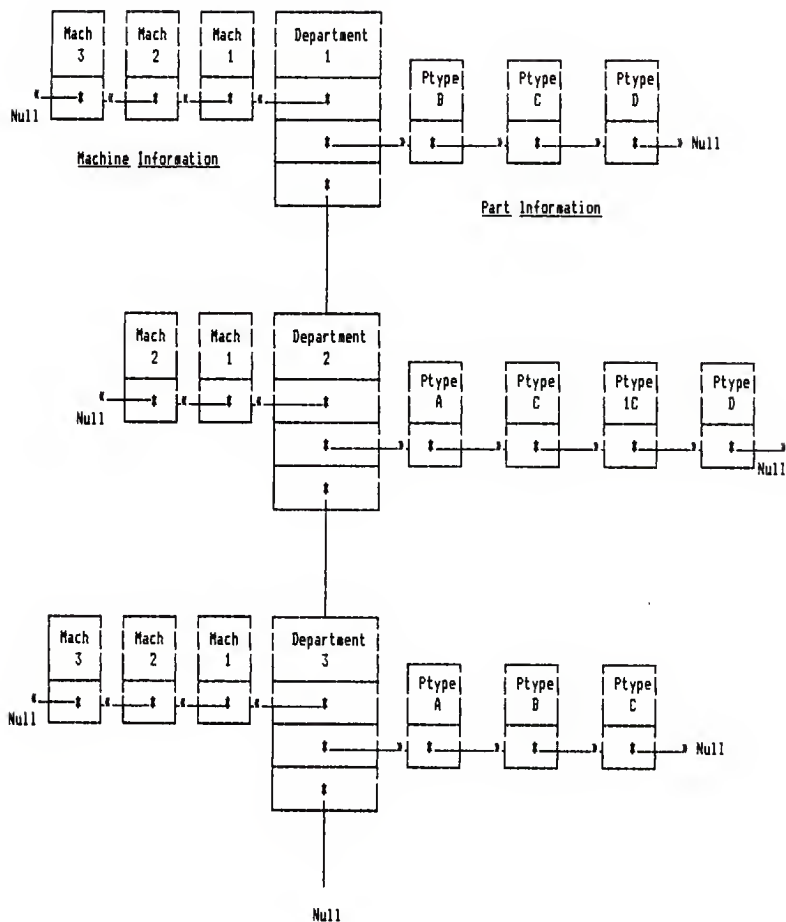 Mach 3
Mach 2
Mach 1
Department 1
Ptype B
Ptype C
Ptype D
Null
Null
Machine Information
Part Information
Mach 2
Mach 1
Department 2
Ptype A
Ptype C
Ptype 1C
Ptype D
Null
Null
Mach 3
Mach 2
Mach 1
Department 3
Ptype A
Ptype B
Ptype C
Null
Null
Null